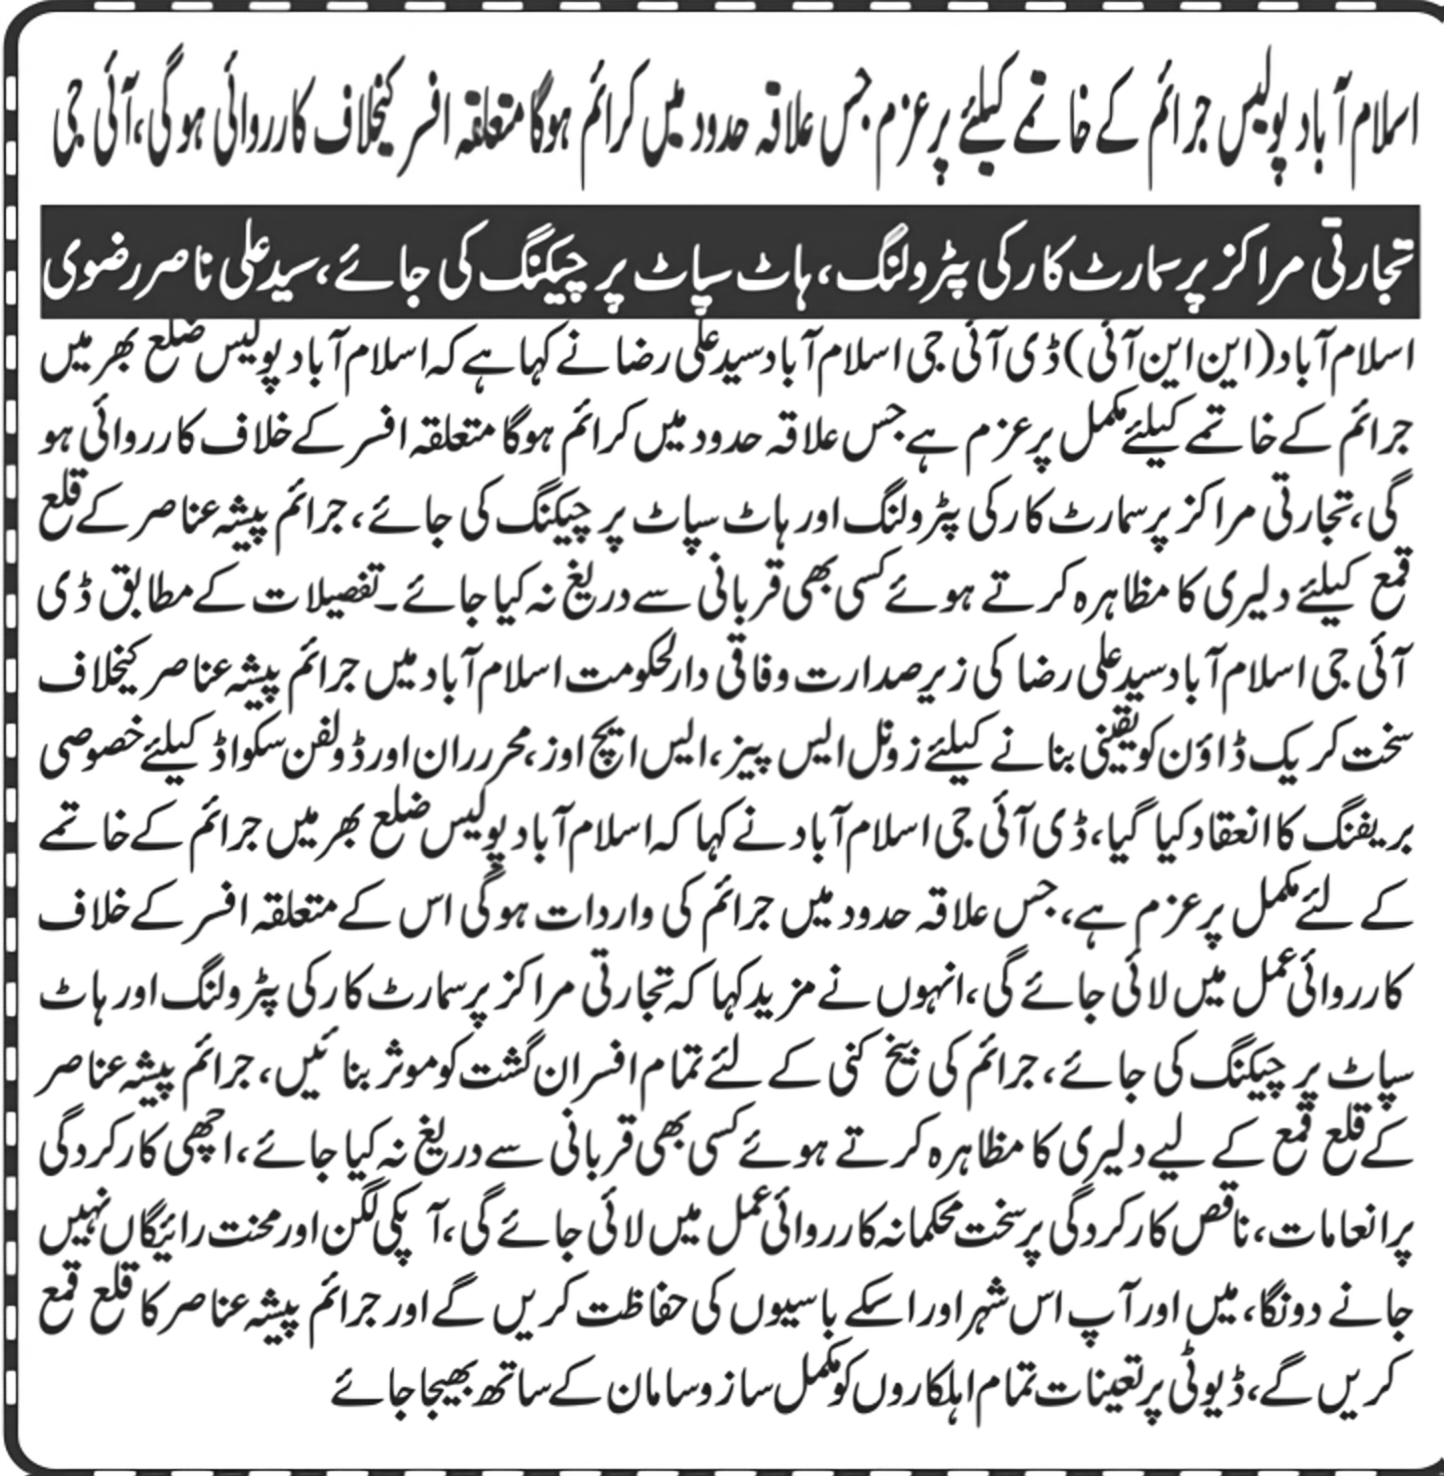 اسلام آباد پولیس جرائم کے خاتمے کیلئے پرعزم جس علاقہ حدود میں کرائم ہوگا متعلقہ افسر کیخلاف کارروائی ہوگی،آئی جی
تجارتی مراکز پر سمارٹ کار کی پٹرولنگ، ہاٹ سپاٹ پر چیکنگ کی جائے، سید علی ناصر رضوی
اسلام آباد (این این آئی) ڈی آئی جی اسلام آباد سید علی رضا نے کہا ہے کہ اسلام آباد پولیس ضلع بھر میں
جرائم کے خاتمے کیلئے مکمل پرعزم ہے جس علاقہ حدود میں کرائم ہوگا متعلقہ افسر کے خلاف کارروائی ہو
گی، تجارتی مراکز پر سمارٹ کار کی پٹرولنگ اور ہاٹ سپاٹ پر چیکنگ کی جائے، جرائم پیشہ عناصر کے قلع
قمع کیلئے دلیری کا مظاہرہ کرتے ہوئے کسی بھی قربانی سے دریغ نہ کیا جائے۔ تفصیلات کے مطابق ڈی
آئی جی اسلام آباد سید علی رضا کی زیر صدارت وفاقی دارلحکومت اسلام آباد میں جرائم پیشہ عناصر کیخلاف
سخت کریک ڈاؤن کو یقینی بنانے کیلئے زونل ایس پیز، ایس ایچ اوز، محرران اور ڈولفن سکواڈ کیلئے خصوصی
بریفنگ کا انعقاد کیا گیا، ڈی آئی جی اسلام آباد نے کہا کہ اسلام آباد پولیس ضلع بھر میں جرائم کے خاتمے
کے لئے مکمل پرعزم ہے، جس علاقہ حدود میں جرائم کی واردات ہوگی اس کے متعلقہ افسر کے خلاف
کارروائی عمل میں لائی جائے گی، انہوں نے مزید کہا کہ تجارتی مراکز پر سمارٹ کار کی پٹرولنگ اور ہاٹ
سپاٹ پر چیکنگ کی جائے، جرائم کی بیخ کنی کے لئے تمام افسران گشت کو موثر بنائیں، جرائم پیشہ عناصر
کے قلع قمع کے لیے دلیری کا مظاہرہ کرتے ہوئے کسی بھی قربانی سے دریغ نہ کیا جائے، اچھی کارکردگی
پر انعامات، ناقص کارکردگی پر سخت محکمانہ کارروائی عمل میں لائی جائے گی، آپکی لگن اور محنت رائیگاں نہیں
جانے دونگا، میں اور آپ اس شہر اور اسکے باسیوں کی حفاظت کریں گے اور جرائم پیشہ عناصر کا قلع قمع
کریں گے، ڈیوٹی پر تعینات تمام اہلکاروں کو مکمل ساز و سامان کے ساتھ بھیجا جائے